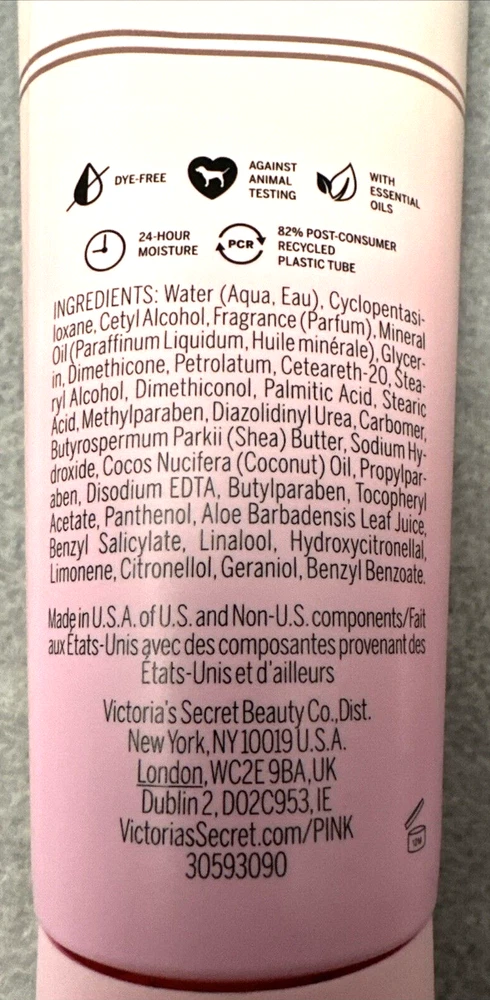 DYE-FREE
AGAINST
ANIMAL
TESTING
WITH
ESSENTIAL
OILS
24-HOUR
MOISTURE
PCR
82% POST-CONSUMER
RECYCLED
PLASTIC TUBE
INGREDIENTS: Water (Aqua, Eau), Cyclopentasi-
loxane, Cetyl Alcohol, Fragrance (Parfum), Mineral
Oil (Paraffinum Liquidum, Huile minérale), Glycer-
in, Dimethicone, Petrolatum, Ceteareth-20, Stea-
ryl Alcohol, Dimethiconol, Palmitic Acid, Stearic
Acid, Methylparaben, Diazolidinyl Urea, Carbomer,
Butyrospermum Parkii (Shea) Butter, Sodium Hy-
droxide, Cocos Nucifera (Coconut) Oil, Propylpar-
aben, Disodium EDTA, Butylparaben, Tocopheryl
Acetate, Panthenol, Aloe Barbadensis Leaf Juice,
Benzyl Salicylate, Linalool, Hydroxycitronellal,
Limonene, Citronellol, Geraniol, Benzyl Benzoate.
Made in U.S.A. of U.S. and Non-U.S. components/Fait
aux États-Unis avec des composantes provenant des
États-Unis et d'ailleurs
Victoria's Secret Beauty Co., Dist.
New York, NY 10019 U.S.A.
London, WC2E 9BA, UK
Dublin 2, D02C953, IE
VictoriasSecret.com/PINK
30593090